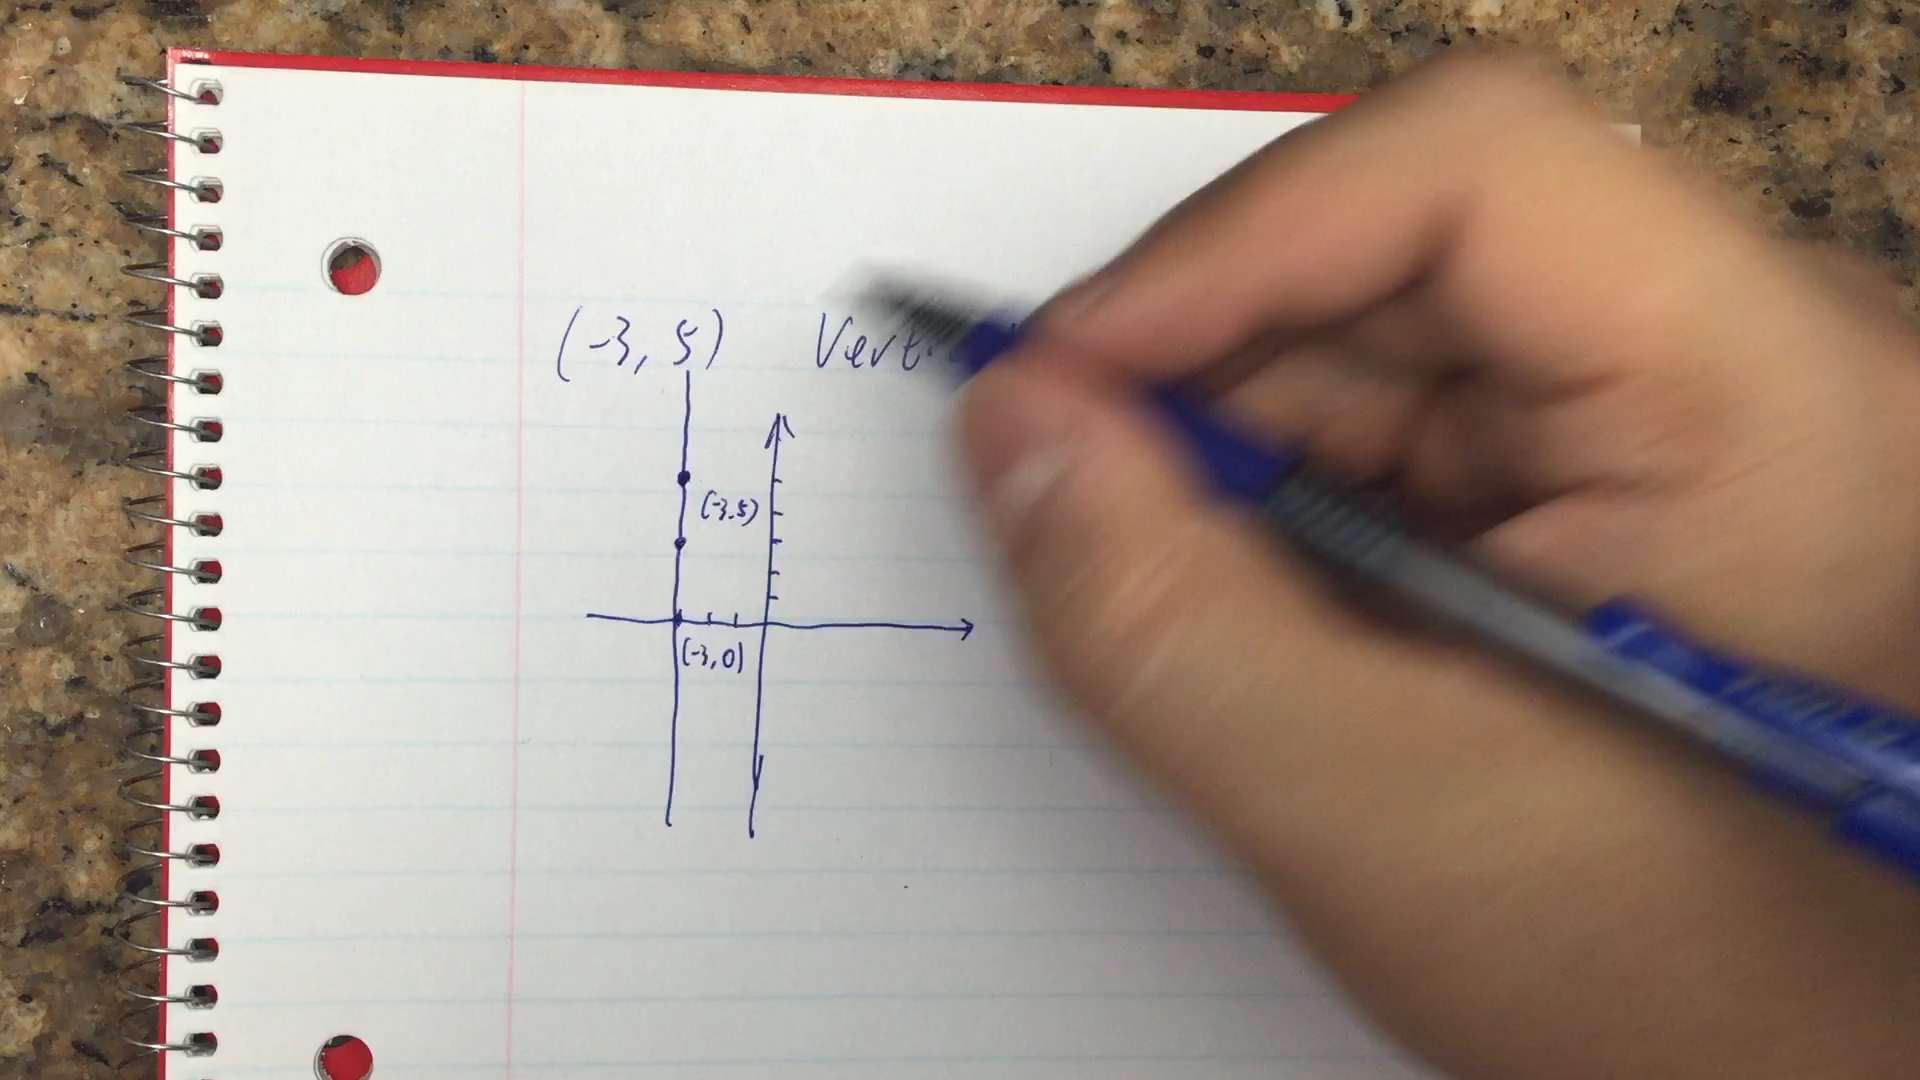 (-3, 5)
(-3.5)
(-3, 0)